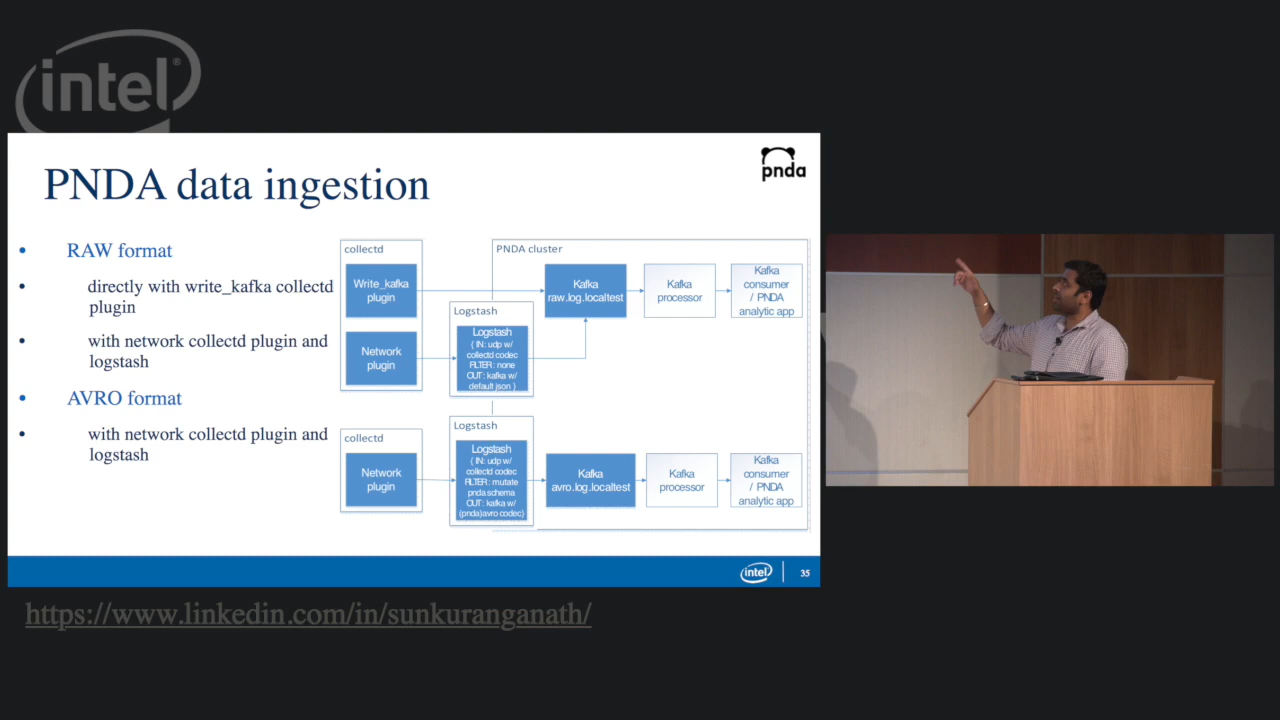 intel®
PNDA data ingestion
pnda
• RAW format
• directly with write_kafka collectd
plugin
• with network collectd plugin and
logstash
• AVRO format
• with network collectd plugin and
logstash
collectd
Write_kafka
plugin
Network
plugin
Logstash
Logstash
{ IN: udp w/
collectd codec
FILTER : none
OUT : kafka w/
default json }
PNDA cluster
Kafka
raw.log.localtest
Kafka
processor
Kafka
consumer
/ PNDA
analytic app
collectd
Network
plugin
Logstash
Logstash
{ IN: udp w/
collectd codec
FILTER : mutate
pnda schema
OUT: kafka w/
(pnda)avro codec}
Kafka
avro.log.localtest
Kafka
processor
Kafka
consumer
/ PNDA
analytic app
intel
35
https://www.linkedin.com/in/sunkuranganath/